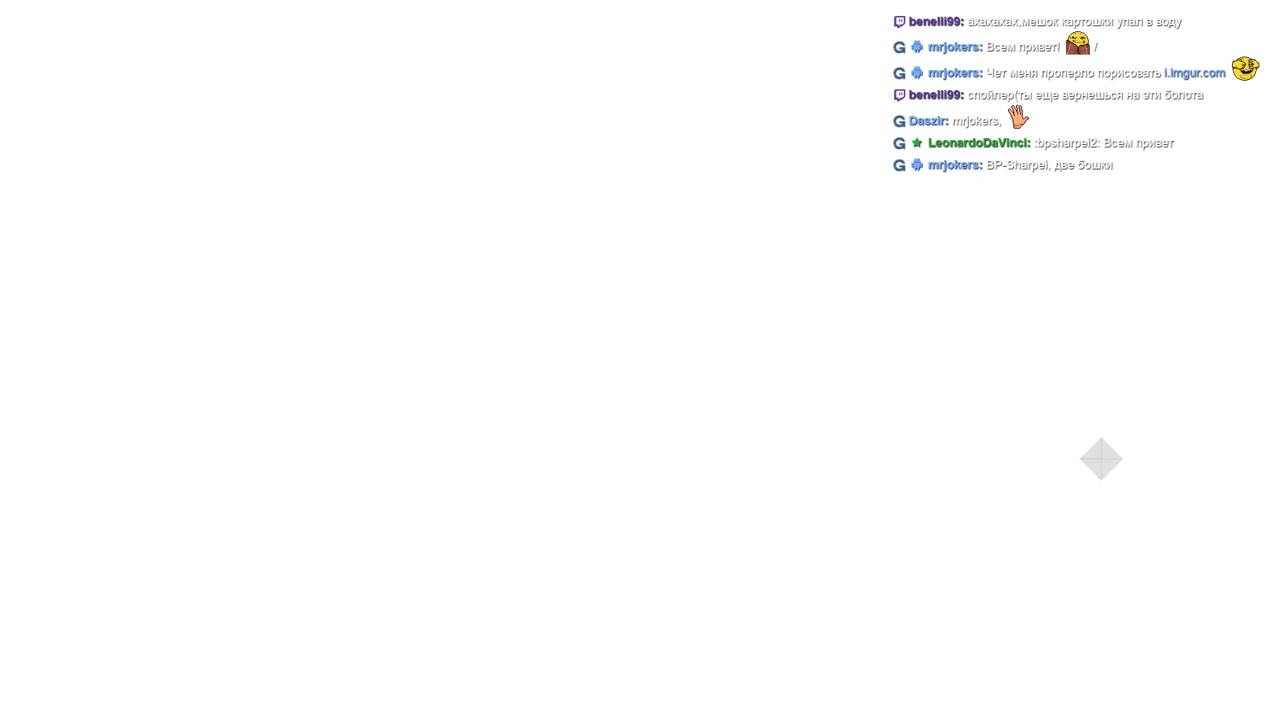 benelli99: ахахахах,мешок картошки упал в воду
mrjokers: Всем привет! /
mrjokers: Чет меня проперло порисовать i.imgur.com
benelli99: спойлер(ты еще вернешься на эти болота
Daszir: mrjokers,
LeonardoDaVinci: :bpsharpei2: Всем привет
mrjokers: BP-Sharpei, две бошки